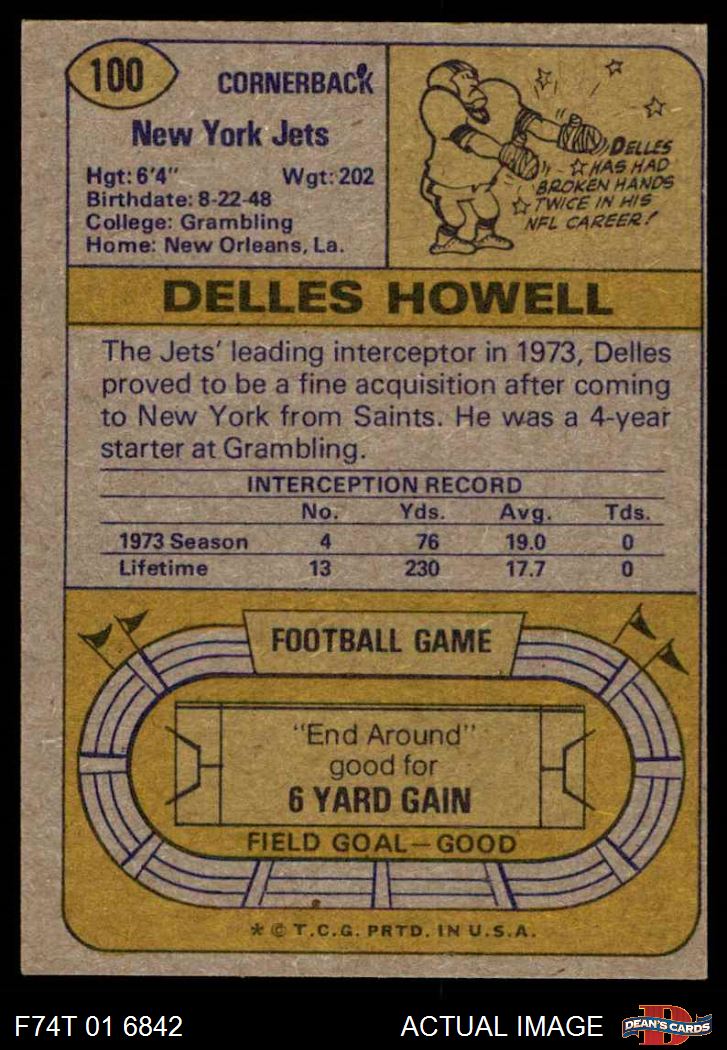 100
CORNERBACK
New York Jets
Hgt: 6'4" Wgt: 202
Birthdate: 8-22-48
College: Grambling
Home: New Orleans, La.
DELLES
HAS HAD
BROKEN HANDS
TWICE IN HIS
NFL CAREER!
DELLES HOWELL
The Jets' leading interceptor in 1973, Delles
proved to be a fine acquisition after coming
to New York from Saints. He was a 4-year
starter at Grambling.
INTERCEPTION RECORD
No. Yds. Avg. Tds.
1973 Season 4 76 19.0 0
Lifetime 13 230 17.7 0
FOOTBALL GAME
"End Around"
good for
6 YARD GAIN
FIELD GOAL—GOOD
* © T.C.G. PRTD. IN U.S.A.
F74T 01 6842 ACTUAL IMAGE
D
DEAN'S CARDS